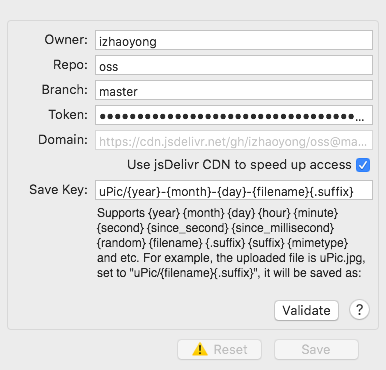 Owner: izhaoyong
Repo: oss
Branch: master
Token: ●●●●●●●●●●●●●●●●●●●●●●●●●●●●●●●●●●...
Domain: https://cdn.jsdelivr.net/gh/izhaoyong/oss@ma...
Use jsDelivr CDN to speed up access
Save Key: uPic/{year}-{month}-{day}-{filename}{.suffix}
Supports {year} {month} {day} {hour} {minute}
{second} {since_second} {since_millisecond}
{random} {filename} {.suffix} {suffix} {mimetype}
and etc. For example, the uploaded file is uPic.jpg,
set to "uPic/{filename}{.suffix}", it will be saved as:
Validate ?
Reset Save